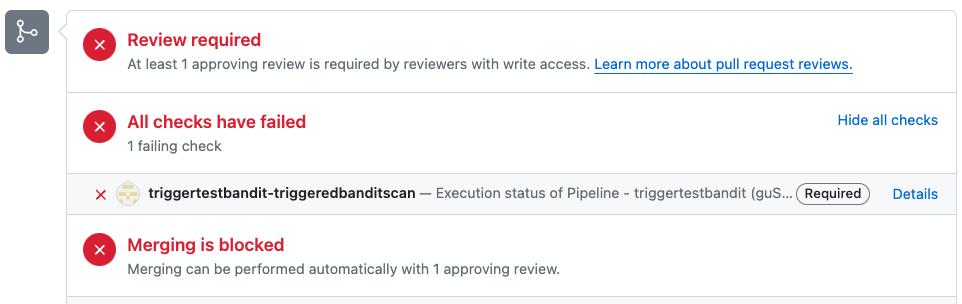 Review required
At least 1 approving review is required by reviewers with write access. Learn more about pull request reviews.
All checks have failed
Hide all checks
1 failing check
triggertestbandit-triggeredbanditscan — Execution status of Pipeline - triggertestbandit (guS... Required Details
Merging is blocked
Merging can be performed automatically with 1 approving review.